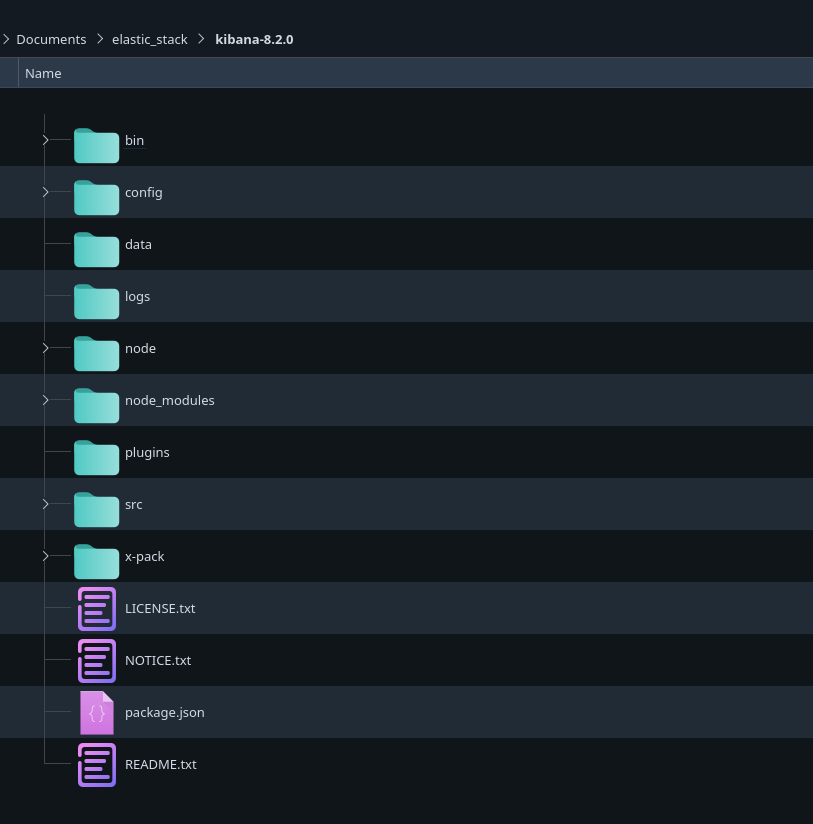 Documents elastic_stack kibana-8.2.0
Name
bin
config
data
logs
node
node_modules
plugins
src
x-pack
LICENSE.txt
NOTICE.txt
package.json
README.txt